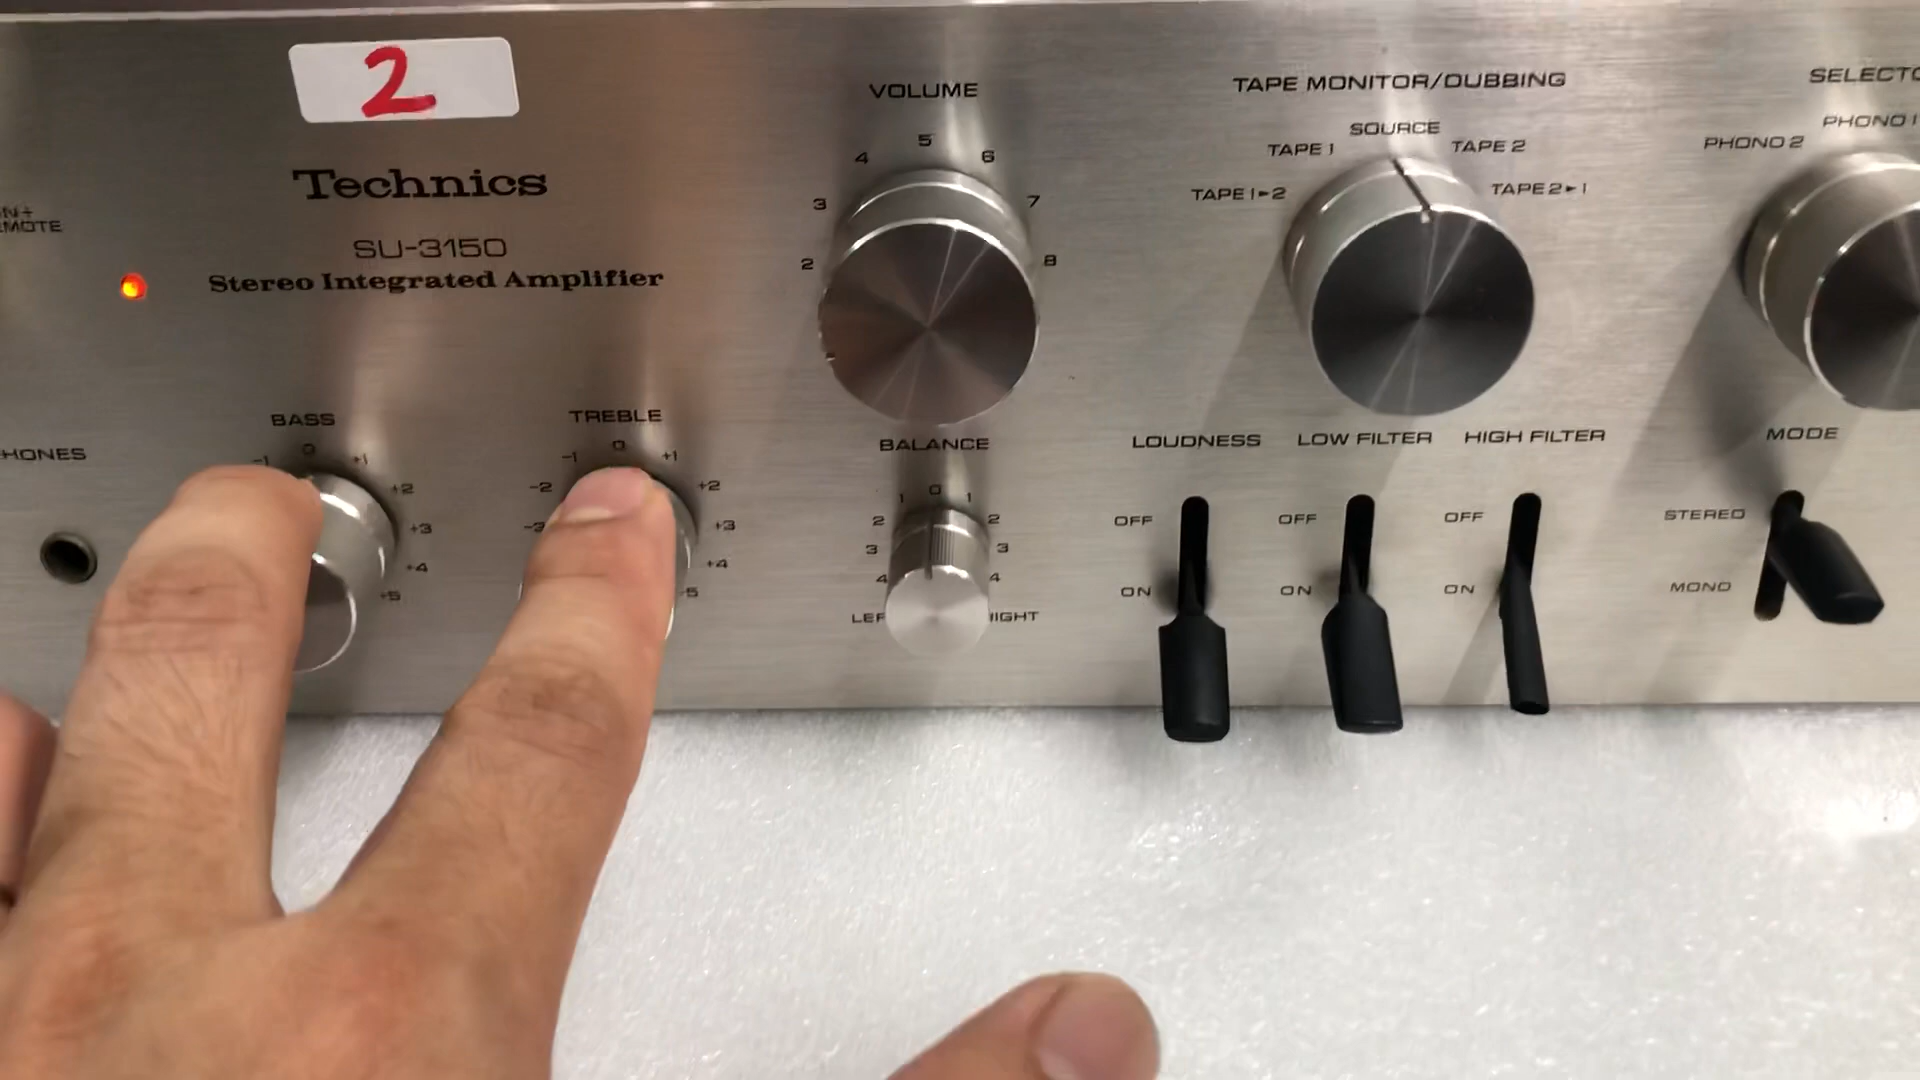 2
Technics
SU-3150
Stereo Integrated Amplifier
VOLUME
2 3 4 5 6 7 8
TAPE MONITOR/DUBBING
SOURCE
TAPE 1 TAPE 2
TAPE 1▸2 TAPE 2▸1
PHONO 2 PHONO 1
BASS
-1 0 +1
+2
+3
+4
+5
TREBLE
-1 0 +1
-2 +2
-3 +3
+4
5
BALANCE
1 0 1
2 2
3 3
4 4
LOUDNESS
OFF
ON
LOW FILTER
OFF
ON
HIGH FILTER
OFF
ON
MODE
STEREO
MONO